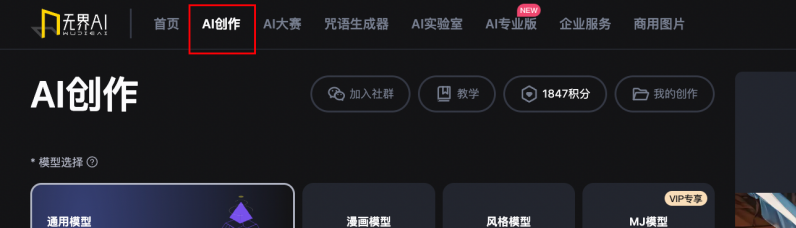 无界AI 首页 AI创作 AI大赛 咒语生成器 AI实验室 AI专业版 NEW 企业服务 商用图片
WUJIEAI
AI创作 加入社群 教学 1847积分 我的创作
* 模型选择 ?
VIP专享
通用模型 漫画模型 风格模型 MJ模型